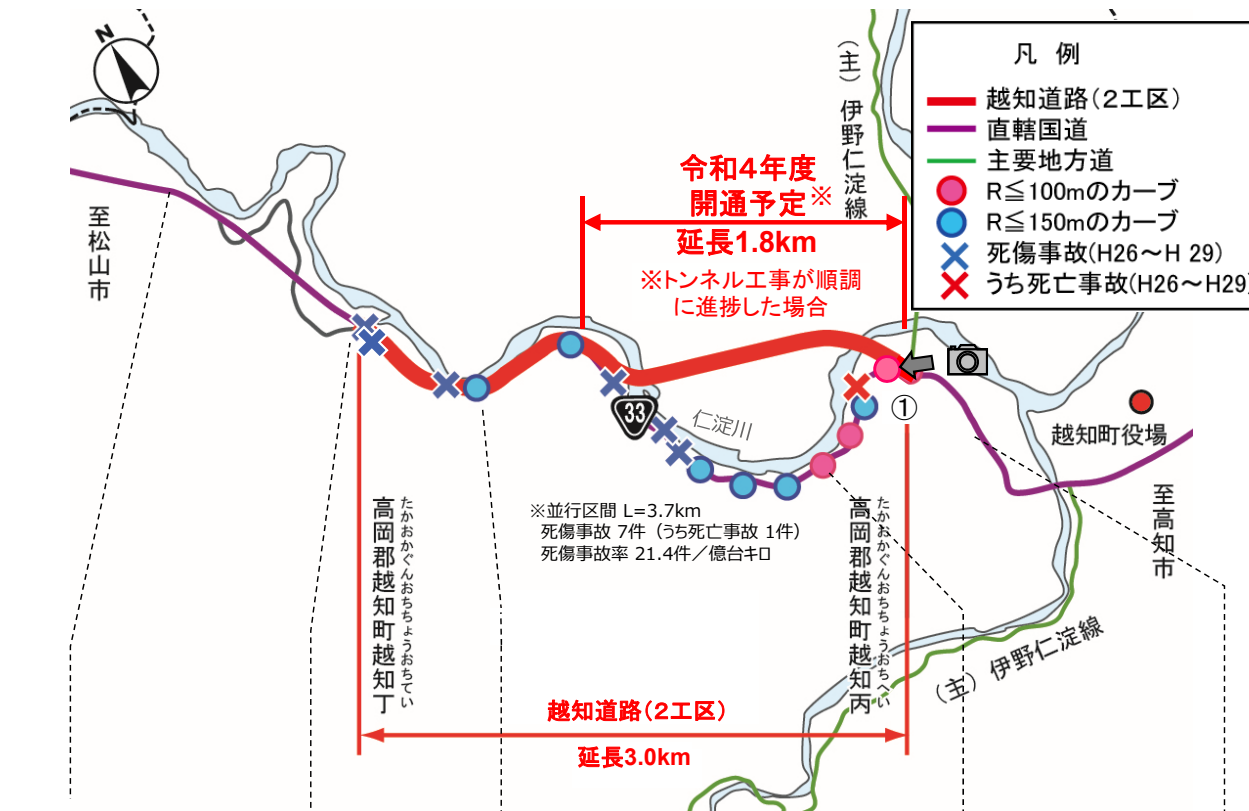 N
至松山市
(主)伊野仁淀線
令和4年度
開通予定※
延長1.8km
※トンネル工事が順調
に進捗した場合
凡 例
越知道路(2工区)
直轄国道
主要地方道
R≦100mのカーブ
R≦150mのカーブ
死傷事故(H26～H 29)
うち死亡事故(H26～H29)
33
仁淀川
①
越知町役場
至高知市
※並行区間 L=3.7km
死傷事故 7件（うち死亡事故 1件）
死傷事故率 21.4件／億台キロ
高岡郡越知町越知丁
たかおかぐんおちちょうおちてい
高岡郡越知町越知丙
たかおかぐんおちちょうおちへい
(主)伊野仁淀線
越知道路(2工区)
延長3.0km